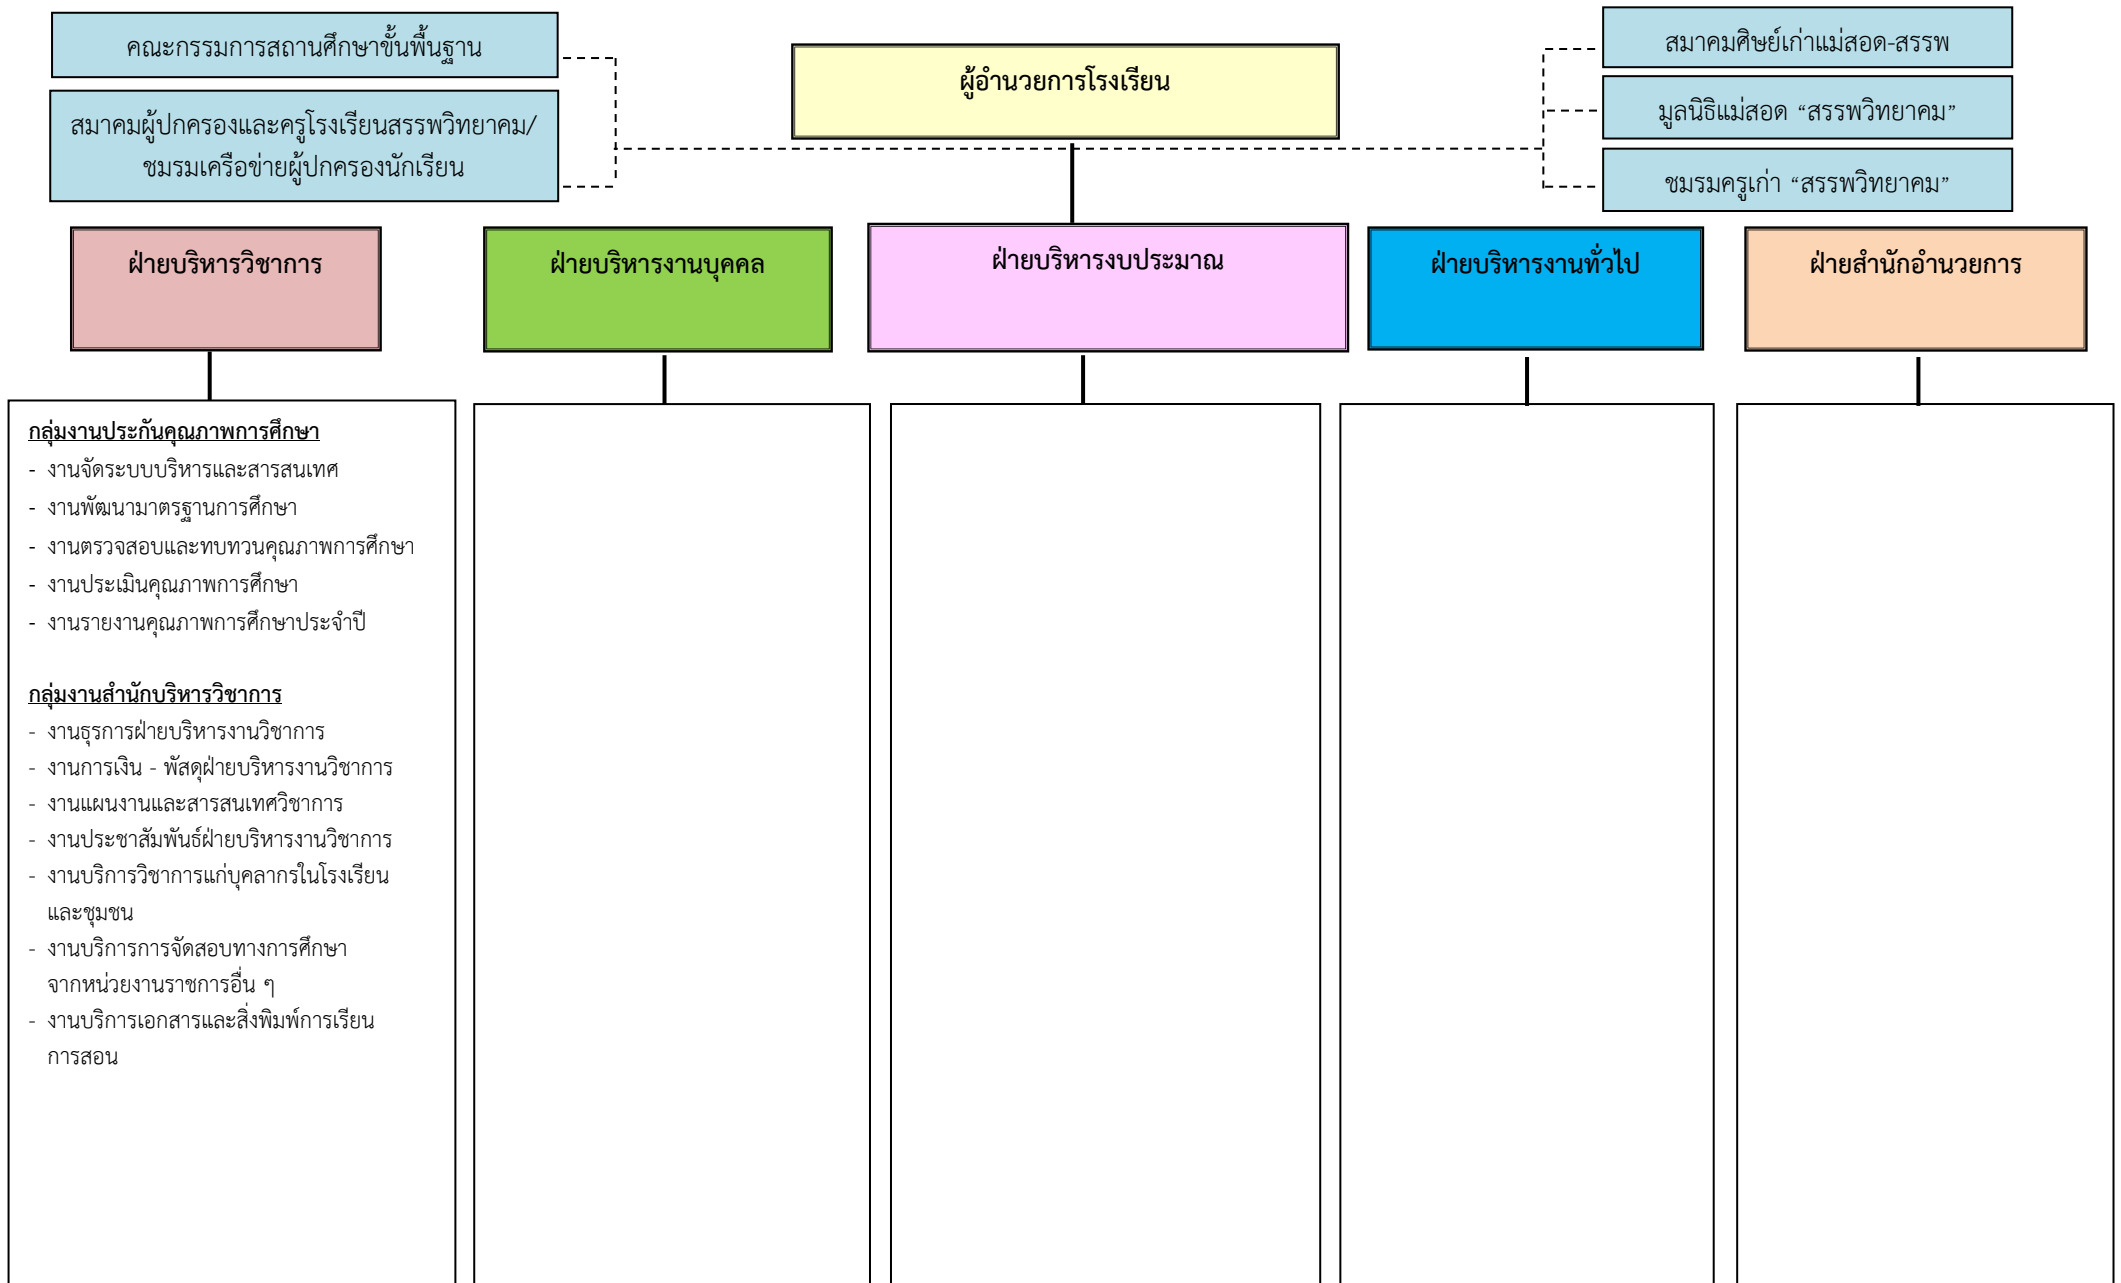 คณะกรรมการสถานศึกษาขั้นพื้นฐาน
สมาคมผู้ปกครองและครูโรงเรียนสรรพวิทยาคม/
ชมรมเครือข่ายผู้ปกครองนักเรียน
ผู้อำนวยการโรงเรียน
สมาคมศิษย์เก่าแม่สอด-สรรพ
มูลนิธิแม่สอด “สรรพวิทยาคม”
ชมรมครูเก่า “สรรพวิทยาคม”
ฝ่ายบริหารวิชาการ
ฝ่ายบริหารงานบุคคล
ฝ่ายบริหารงบประมาณ
ฝ่ายบริหารงานทั่วไป
ฝ่ายสำนักอำนวยการ
กลุ่มงานประกันคุณภาพการศึกษา
- งานจัดระบบบริหารและสารสนเทศ
- งานพัฒนามาตรฐานการศึกษา
- งานตรวจสอบและทบทวนคุณภาพการศึกษา
- งานประเมินคุณภาพการศึกษา
- งานรายงานคุณภาพการศึกษาประจำปี
กลุ่มงานสำนักบริหารวิชาการ
- งานธุรการฝ่ายบริหารงานวิชาการ
- งานการเงิน - พัสดุฝ่ายบริหารงานวิชาการ
- งานแผนงานและสารสนเทศวิชาการ
- งานประชาสัมพันธ์ฝ่ายบริหารงานวิชาการ
- งานบริการวิชาการแก่บุคลากรในโรงเรียน
และชุมชน
- งานบริการการจัดสอบทางการศึกษา
จากหน่วยงานราชการอื่น ๆ
- งานบริการเอกสารและสิ่งพิมพ์การเรียน
การสอน